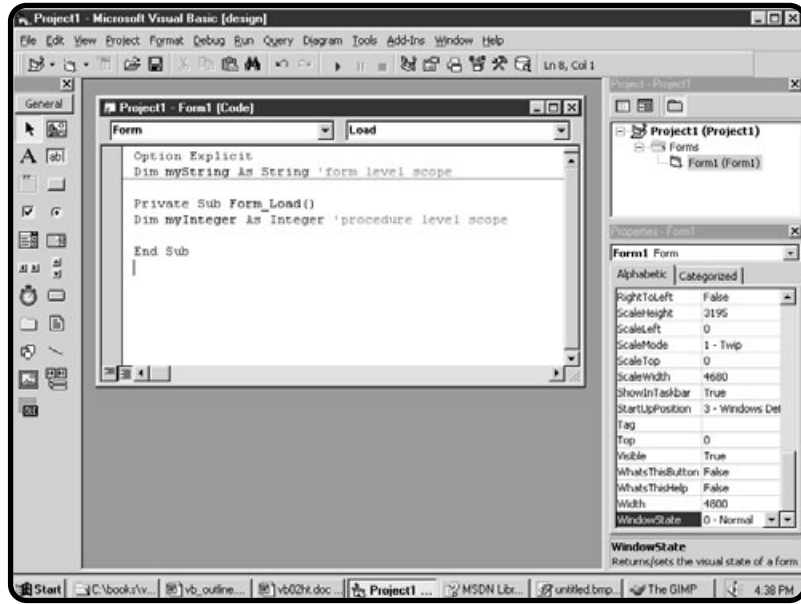 Project1 - Microsoft Visual Basic [design]
File Edit View Project Format Debug Run Query Diagram Tools Add-Ins Window Help
Ln 8, Col 1
General
Project1 - Form1 (Code)
Form Load
Option Explicit
Dim myString As String 'form level scope
Private Sub Form_Load()
Dim myInteger As Integer 'procedure level scope
End Sub
Project - Project1
Project1 (Project1)
Forms
Form1 (Form1)
Properties - Form1
Form1 Form
Alphabetic Categorized
RightToLeft False
ScaleHeight 3195
ScaleLeft 0
ScaleMode 1 - Twip
ScaleTop 0
ScaleWidth 4680
ShowInTaskbar True
StartUpPosition 3 - Windows Def
Tag
Top 0
Visible True
WhatsThisButton False
WhatsThisHelp False
Width 4800
WindowState 0 - Normal
WindowState
Returns/sets the visual state of a form
Start C:\books\v... vb_outline.... vb02ht.doc ... Project1 ... MSDN Libr... untitled.bmp... The GIMP 4:38 PM